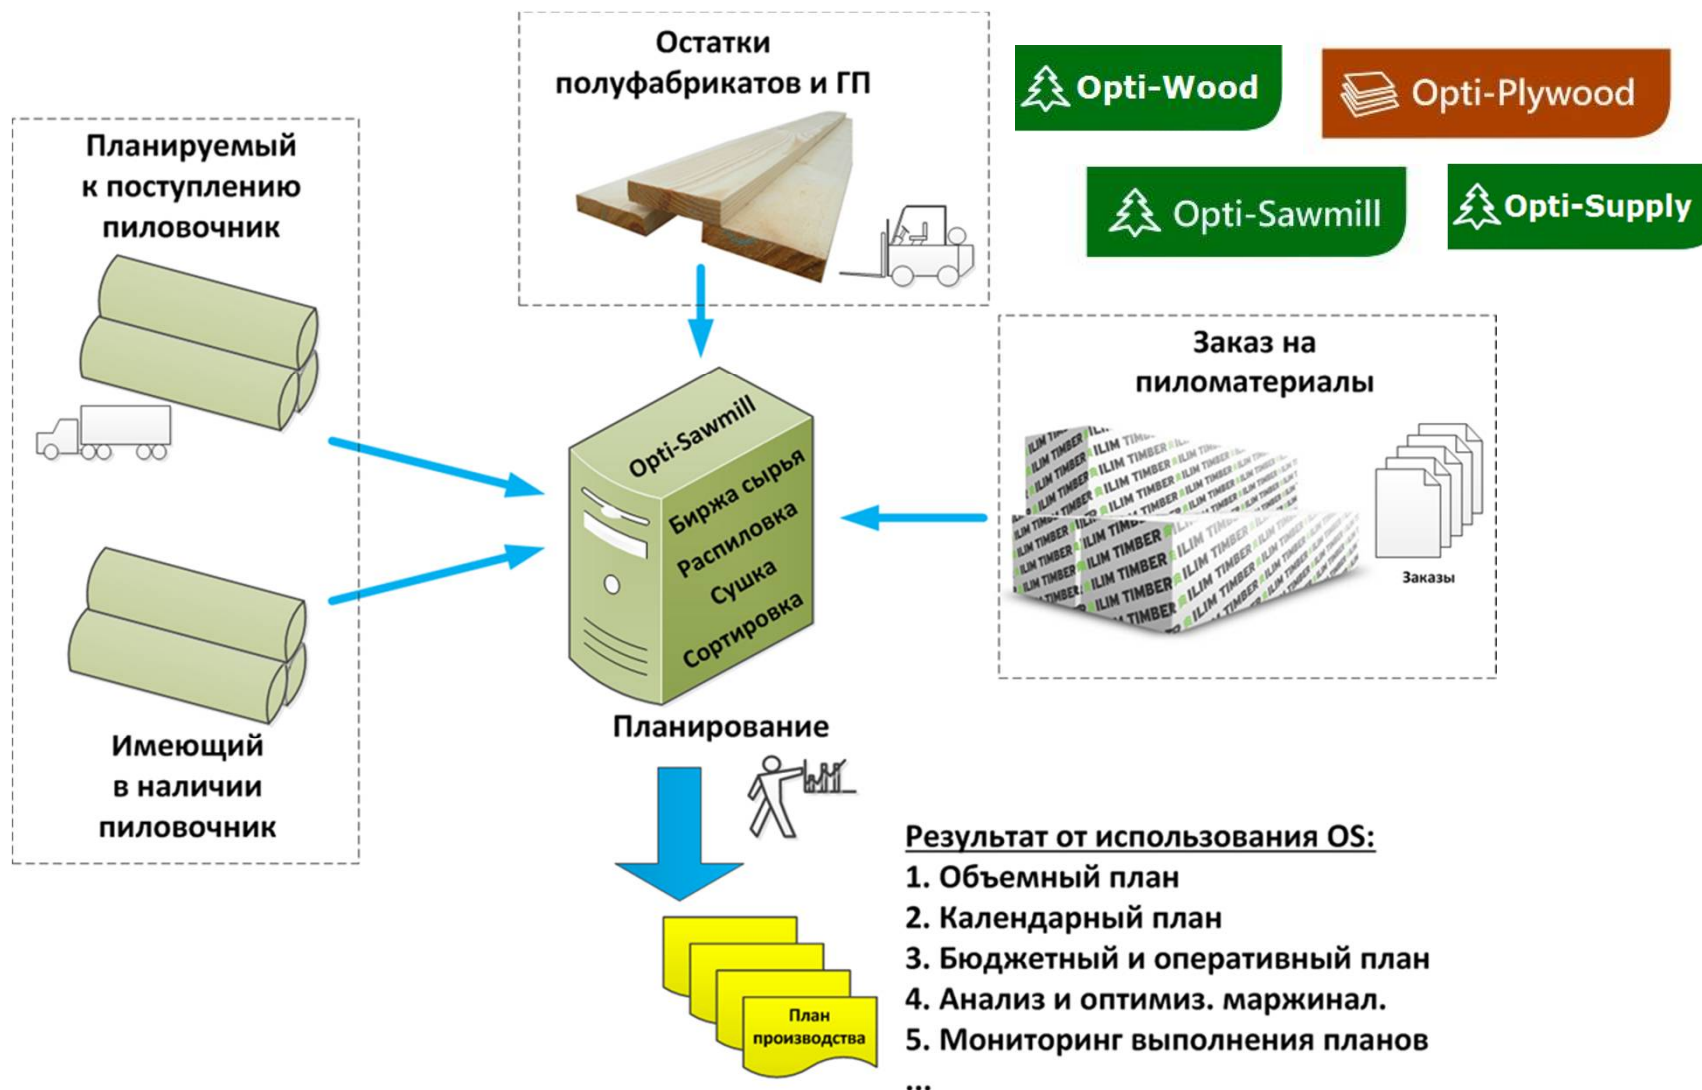 Остатки
полуфабрикатов и ГП
Opti-Wood
Opti-Plywood
Opti-Sawmill
Opti-Supply
Планируемый
к поступлению
пиловочник
Имеющий
в наличии
пиловочник
Заказ на
пиломатериалы
ILIM TIMBER
Заказы
Opti-Sawmill
Биржа сырья
Распиловка
Сушка
Сортировка
Планирование
План
производства
Результат от использования OS:
1. Объемный план
2. Календарный план
3. Бюджетный и оперативный план
4. Анализ и оптимиз. маржинал.
5. Мониторинг выполнения планов
...